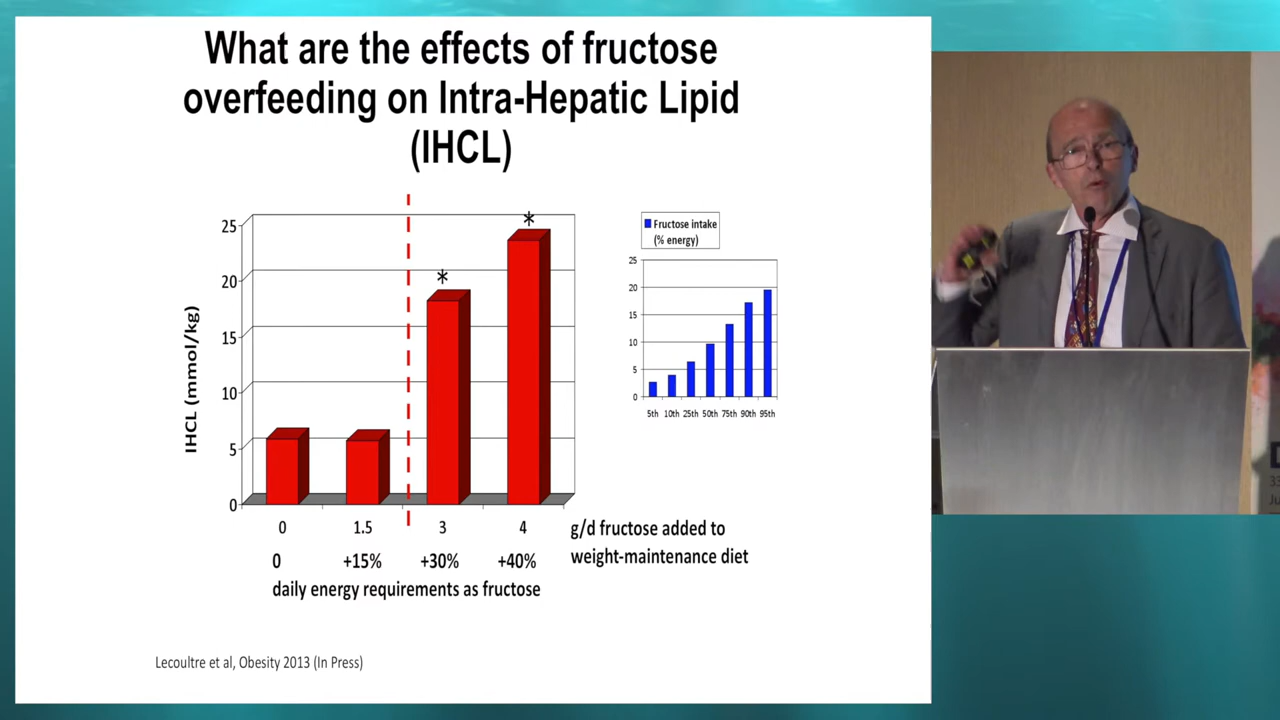 What are the effects of fructose
overfeeding on Intra-Hepatic Lipid
(IHCL)
IHCL (mmol/kg)
25
20
15
10
5
0
*
*
0 1.5 3 4 g/d fructose added to
0 +15% +30% +40% weight-maintenance diet
daily energy requirements as fructose
Fructose intake
(% energy)
25
20
15
10
5
0
5th 10th 25th 50th 75th 90th 95th
Lecoultre et al, Obesity 2013 (In Press)
33